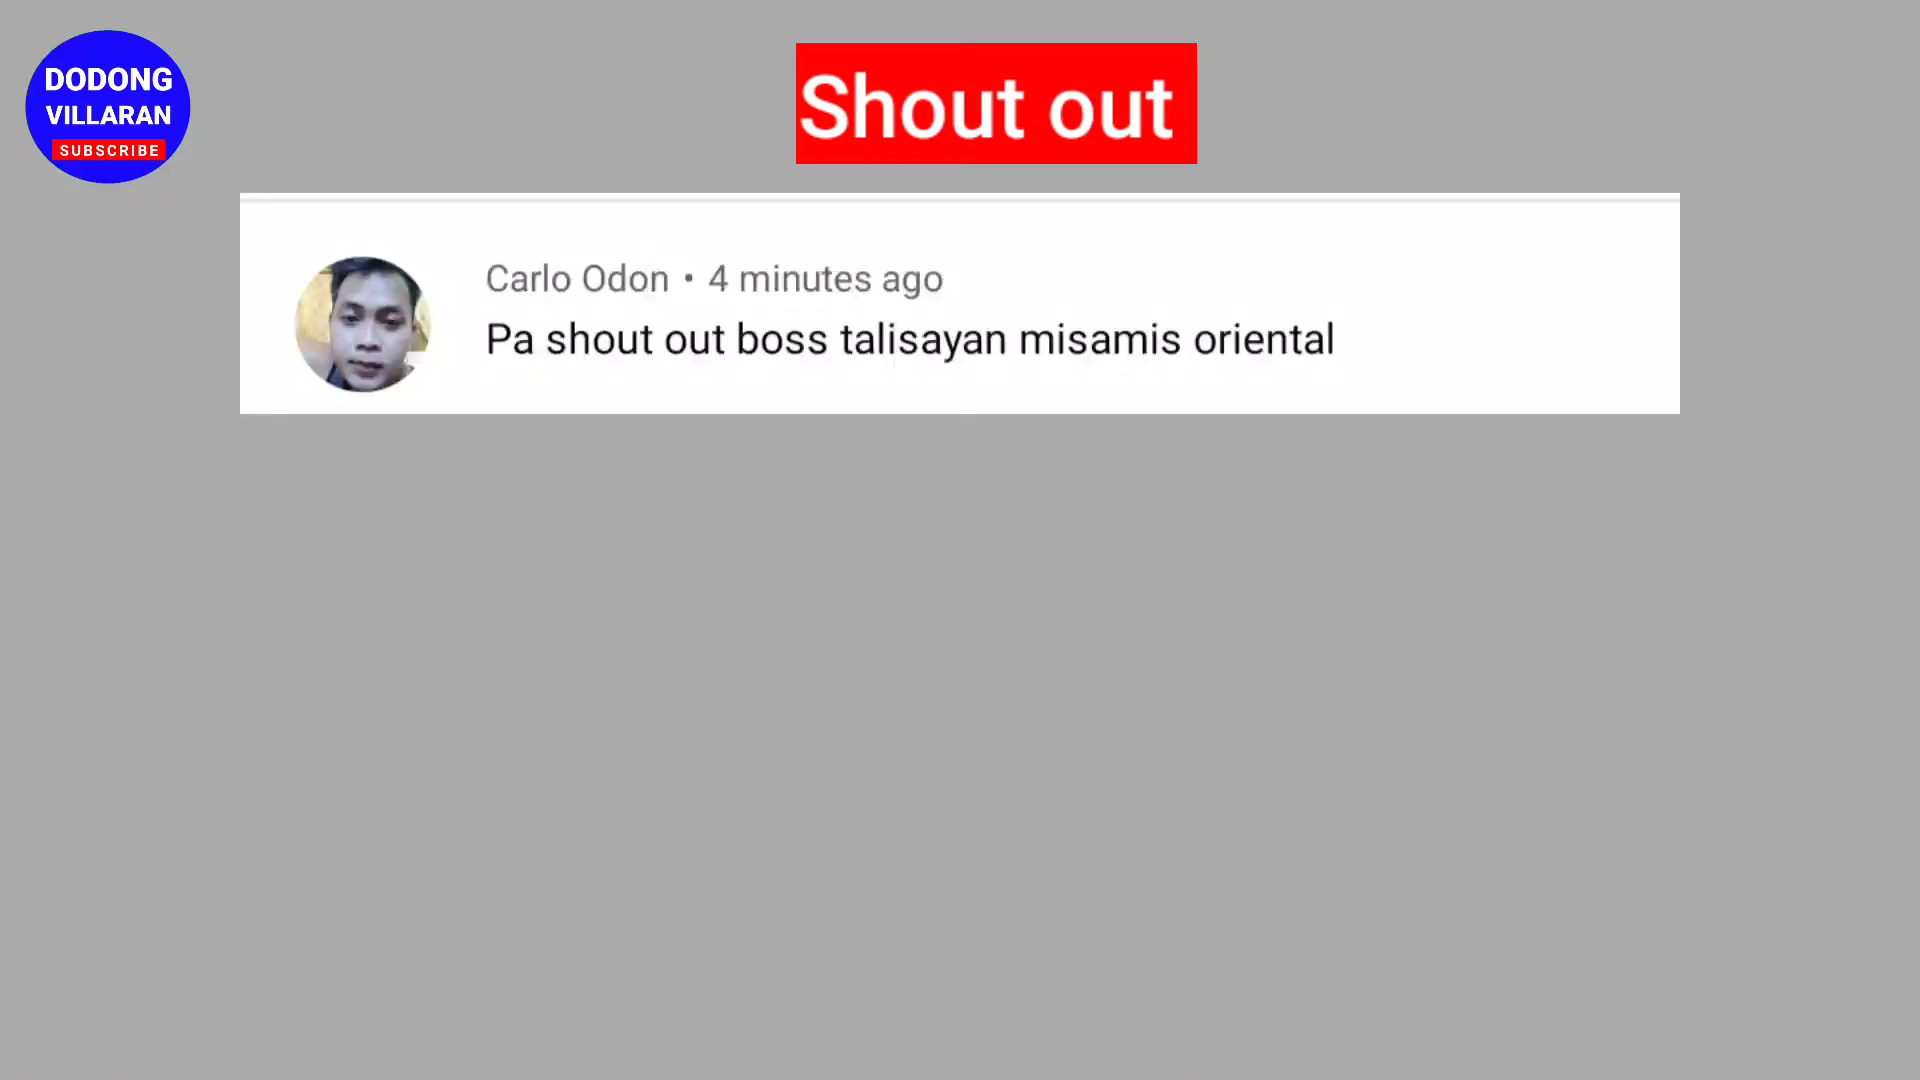 DODONG
VILLARAN
SUBSCRIBE
Shout out
Carlo Odon • 4 minutes ago
Pa shout out boss talisayan misamis oriental